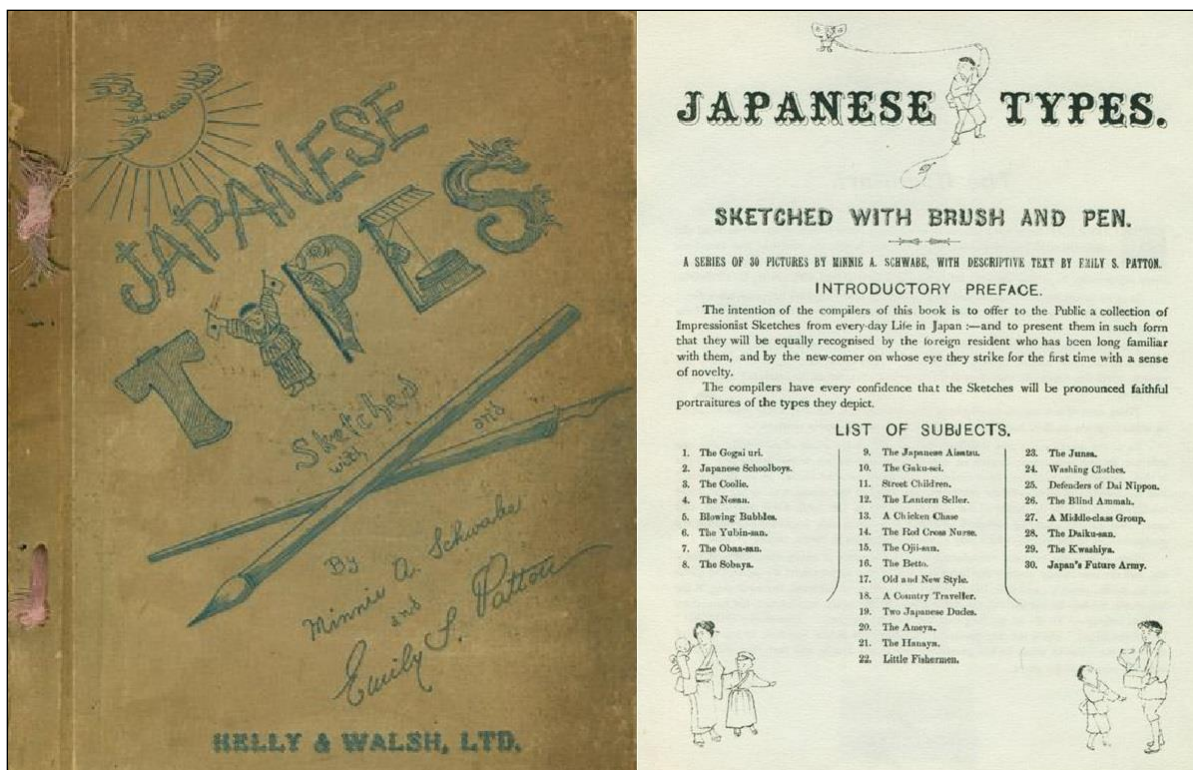 JAPANESE
TYPES
Sketched
with
and
By
Minnie A. Schwabe
and
Emily S. Patton
KELLY & WALSH, LTD.
JAPANESE TYPES.
SKETCHED WITH BRUSH AND PEN.
A SERIES OF 30 PICTURES BY MINNIE A. SCHWABE, WITH DESCRIPTIVE TEXT BY EMILY S. PATTON.
INTRODUCTORY PREFACE.
The intention of the compilers of this book is to offer to the Public a collection of
Impressionist Sketches from every-day Life in Japan :—and to present them in such form
that they will be equally recognised by the foreign resident who has been long familiar
with them, and by the new-comer on whose eye they strike for the first time with a sense
of novelty.
The compilers have every confidence that the Sketches will be pronounced faithful
portraitures of the types they depict.
LIST OF SUBJECTS.
1. The Gogai uri.
2. Japanese Schoolboys.
3. The Coolie.
4. The Nosan.
5. Blowing Bubbles.
6. The Yubin-san.
7. The Obaa-san.
8. The Sobaya.
9. The Japanese Aisatsu.
10. The Gaku-sei.
11. Street Children.
12. The Lantern Seller.
13. A Chicken Chase
14. The Red Cross Nurse.
15. The Ojii-san.
16. The Betto.
17. Old and New Style.
18. A Country Traveller.
19. Two Japanese Dudes.
20. The Ameya.
21. The Hanaya.
22. Little Fishermen.
23. The Junsa.
24. Washing Clothes.
25. Defenders of Dai Nippon.
26. The Blind Ammah.
27. A Middle-class Group.
28. The Daiku-san.
29. The Kwashiya.
30. Japan's Future Army.